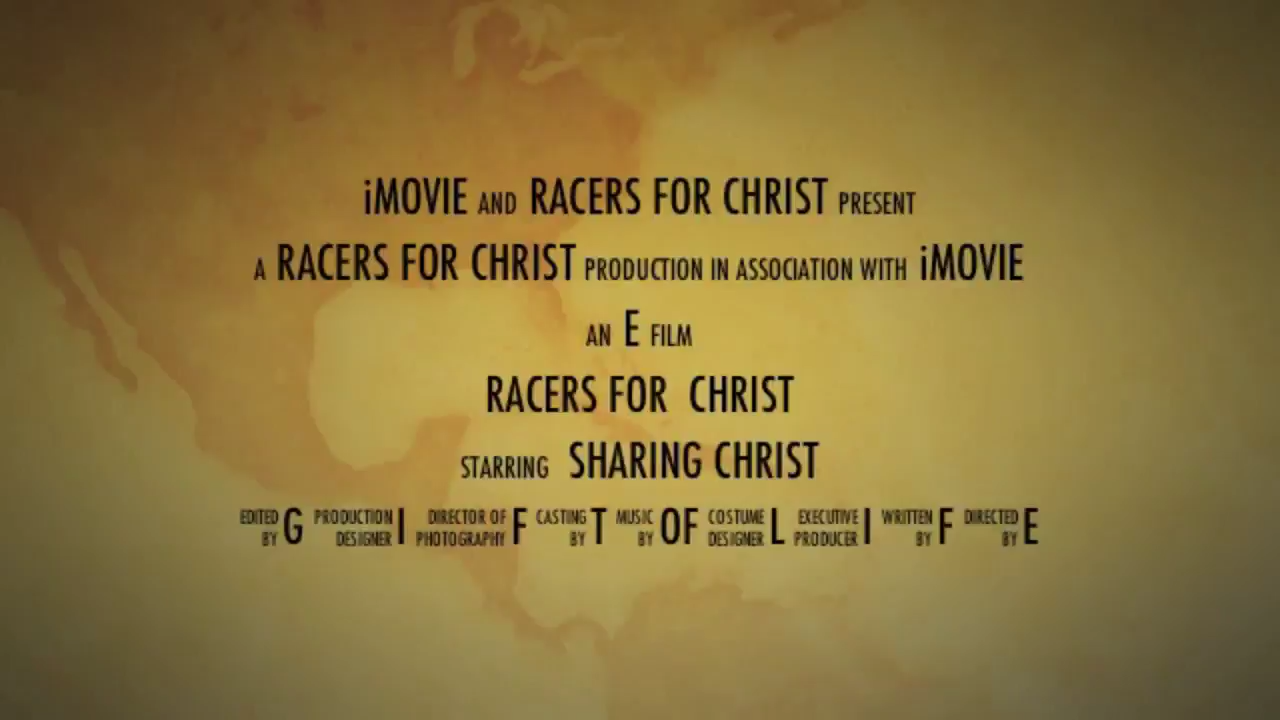 iMOVIE AND RACERS FOR CHRIST PRESENT
A RACERS FOR CHRIST PRODUCTION IN ASSOCIATION WITH iMOVIE
AN E FILM
RACERS FOR CHRIST
STARRING SHARING CHRIST
EDITED BY G PRODUCTION DESIGNER I DIRECTOR OF PHOTOGRAPHY F CASTING BY T MUSIC BY OF COSTUME DESIGNER L EXECUTIVE PRODUCER I WRITTEN BY F DIRECTED BY E